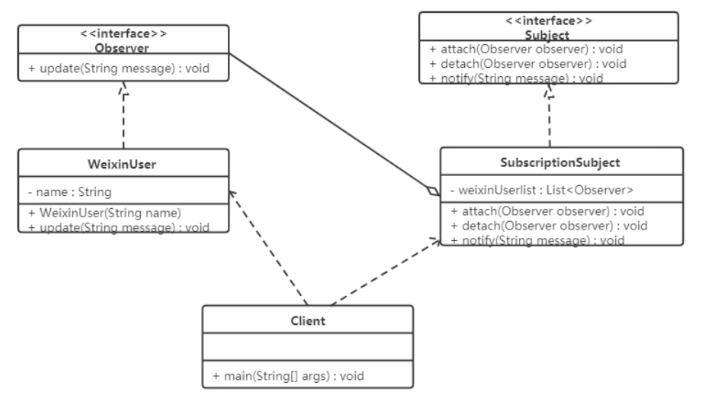 <<interface>>
Observer
+ update(String message) : void
<<interface>>
Subject
+ attach(Observer observer) : void
+ detach(Observer observer) : void
+ notify(String message) : void
WeixinUser
- name : String
+ WeixinUser(String name)
+ update(String message) : void
SubscriptionSubject
- weixinUserlist : List<Observer>
+ attach(Observer observer) : void
+ detach(Observer observer) : void
+ notify(String message) : void
Client
+ main(String[] args) : void